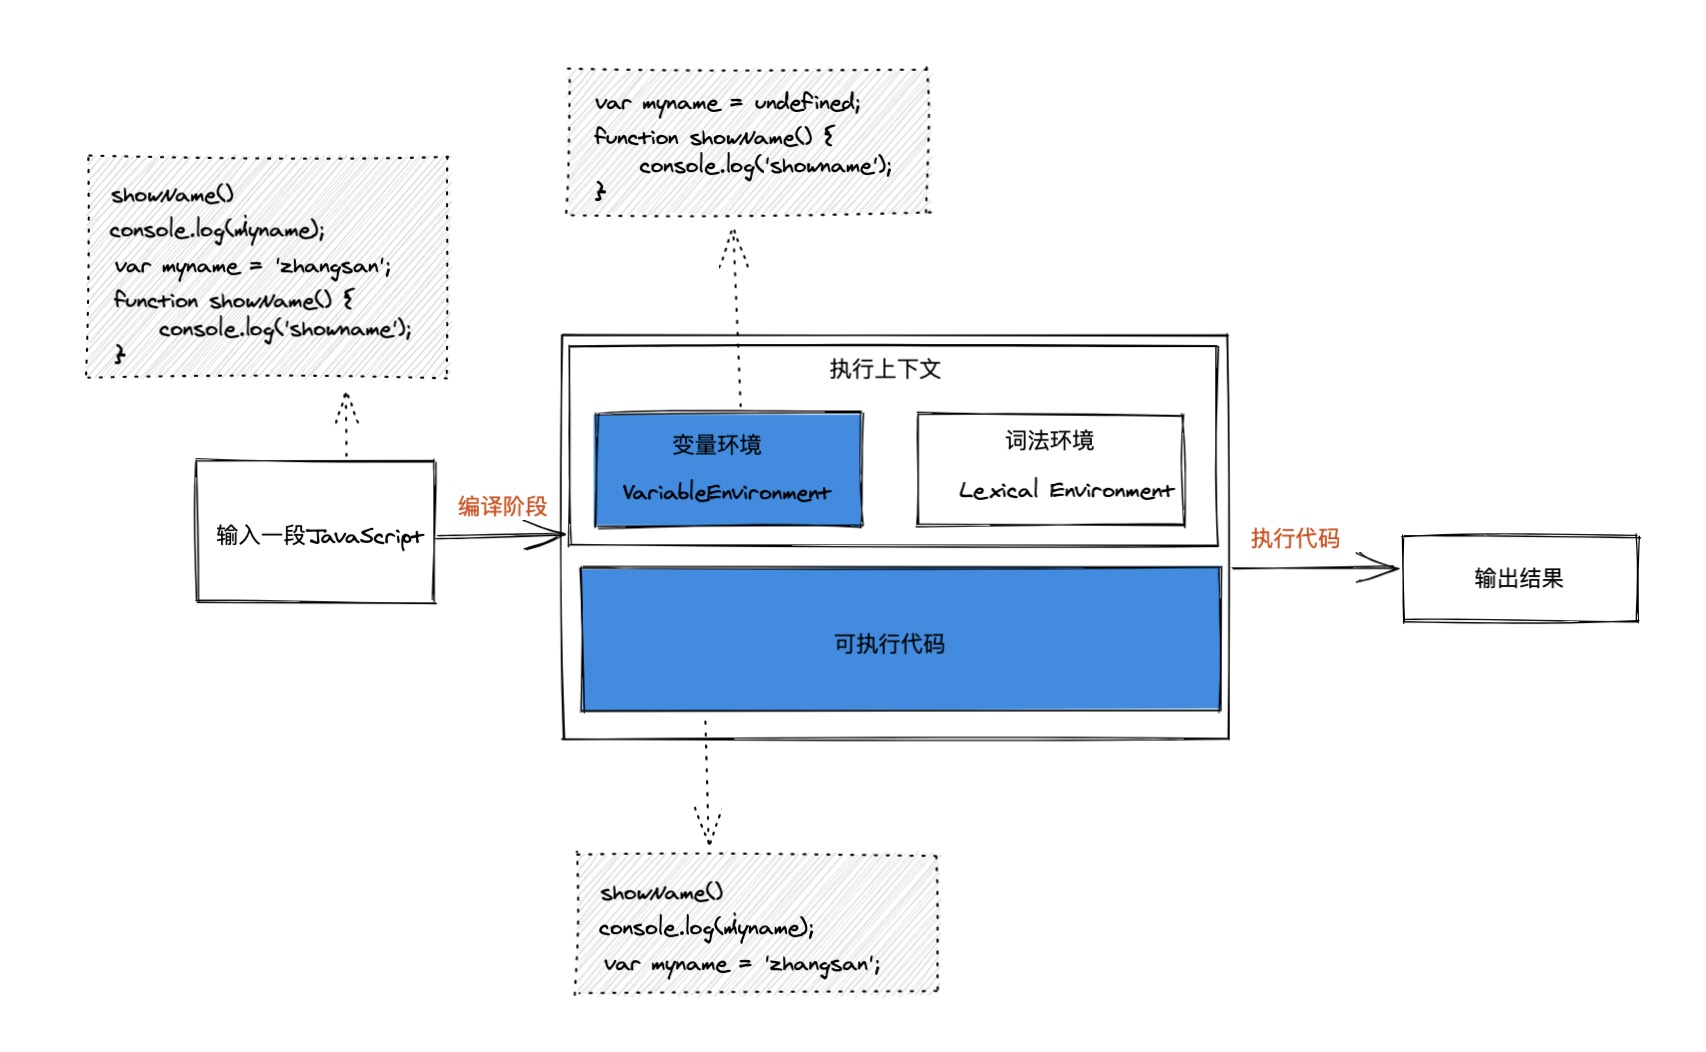 var myname = undefined;
function showName() {
console.log('showname');
}
showName()
console.log(myname);
var myname = 'zhangsan';
function showName() {
console.log('showname');
}
执行上下文
变量环境
VariableEnvironment
词法环境
Lexical Environment
输入一段JavaScript
编译阶段
执行代码
输出结果
可执行代码
showName()
console.log(myname);
var myname = 'zhangsan';